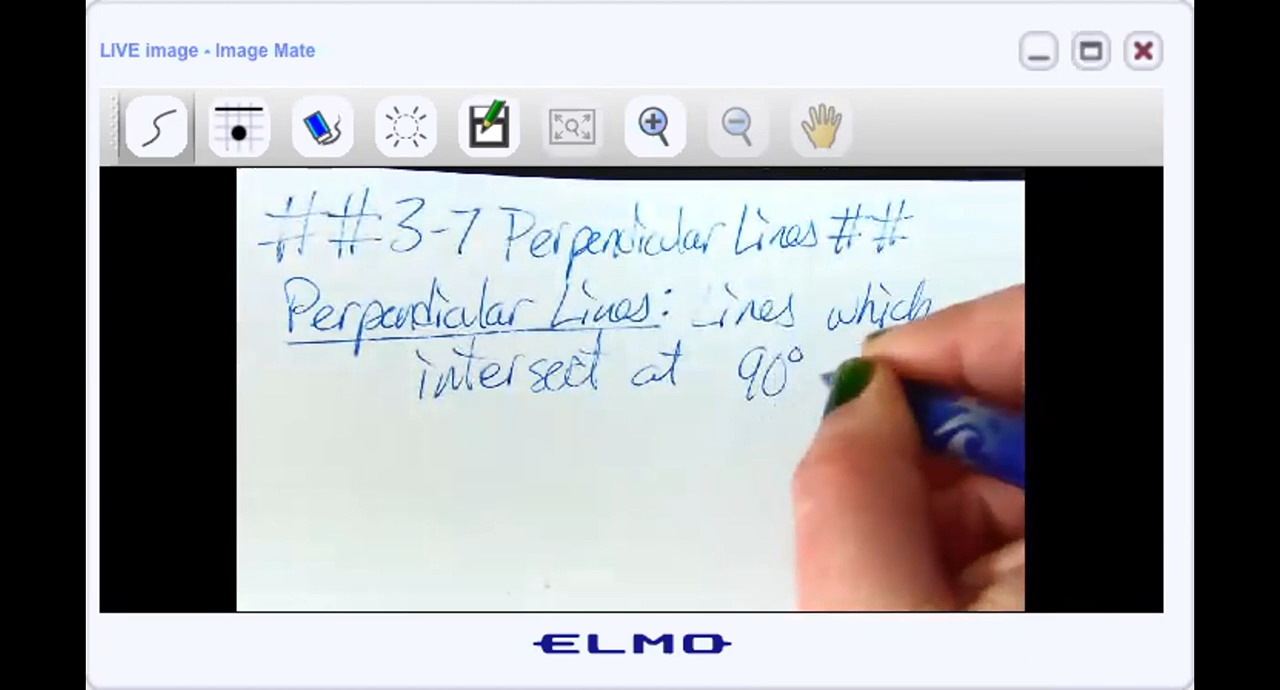 LIVE image - Image Mate
##3-7 Perpendicular Lines##
Perpendicular Lines: Lines which
intersect at 90°
ELMO